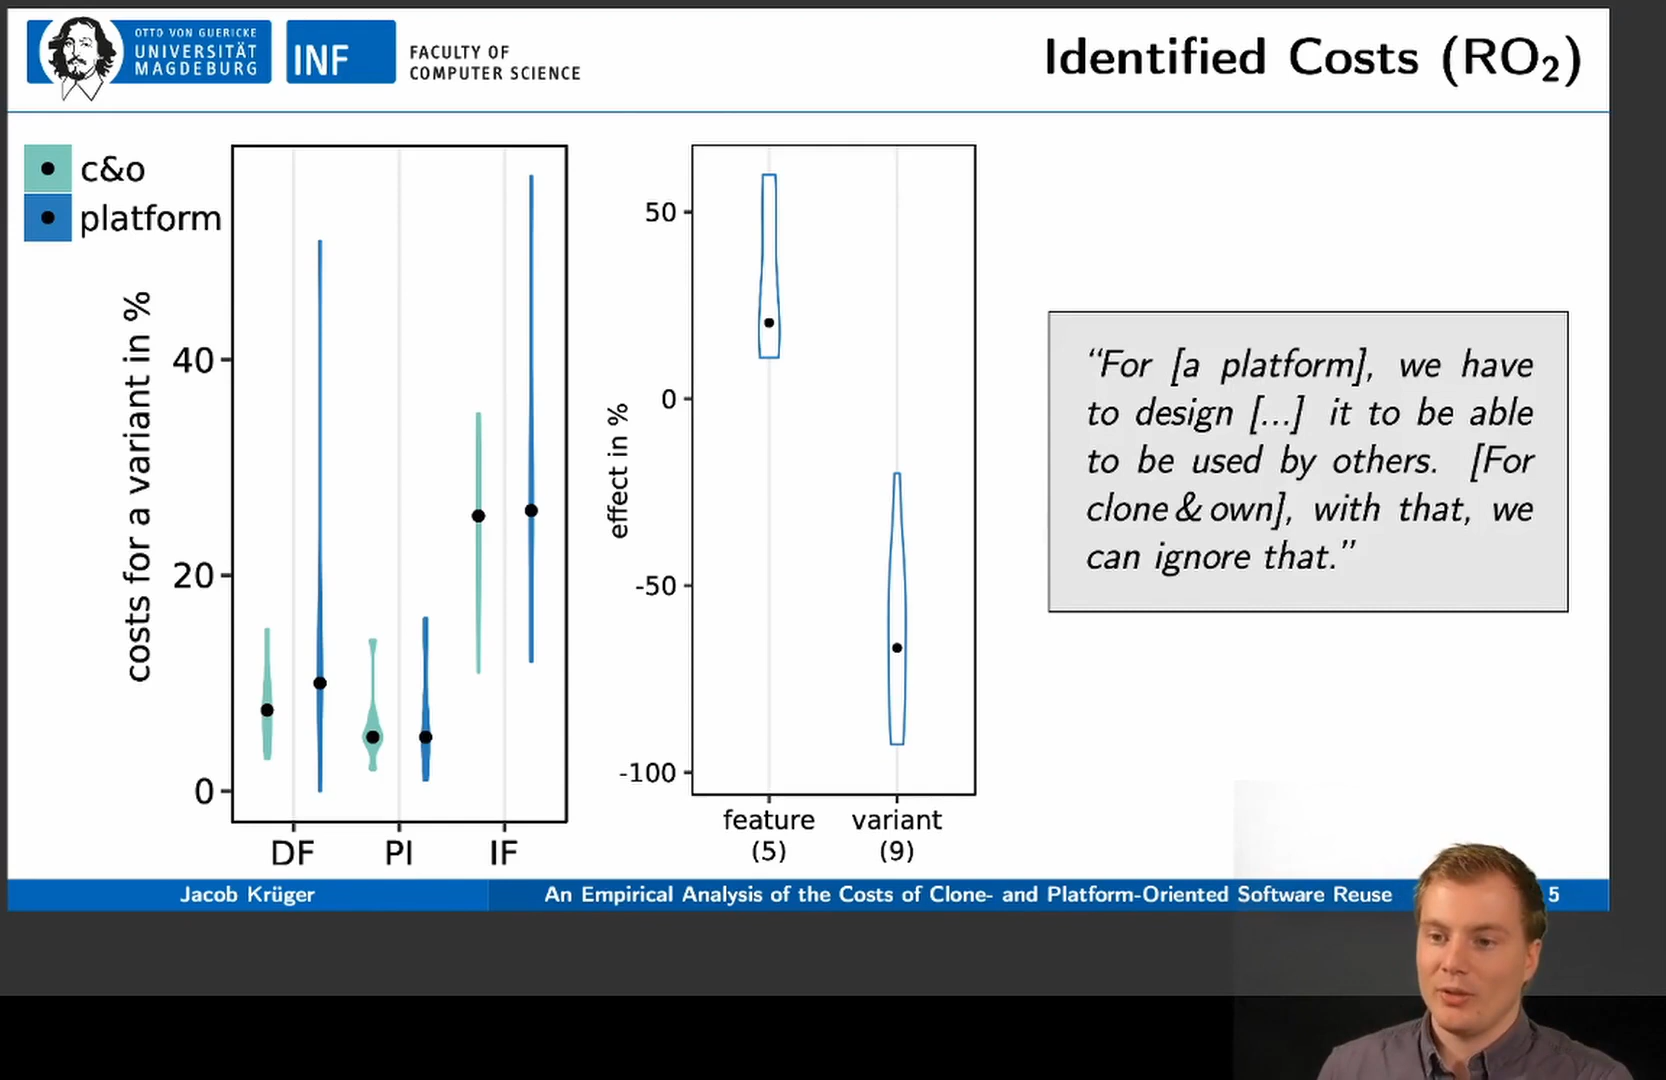 OTTO VON GUERICKE
UNIVERSITÄT
MAGDEBURG
INF
FACULTY OF
COMPUTER SCIENCE
Identified Costs (RO₂)
c&o
platform
costs for a variant in %
40
20
0
DF PI IF
effect in %
50
0
-50
-100
feature
(5)
variant
(9)
“For [a platform], we have
to design [...] it to be able
to be used by others. [For
clone & own], with that, we
can ignore that.”
Jacob Krüger
An Empirical Analysis of the Costs of Clone- and Platform-Oriented Software Reuse
5